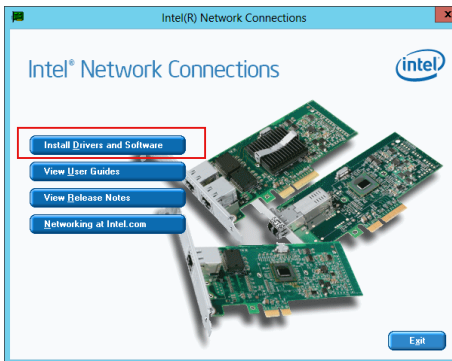 Intel(R) Network Connections
x
Intel® Network Connections
intel
Install Drivers and Software
View User Guides
View Release Notes
Networking at Intel.com
Exit